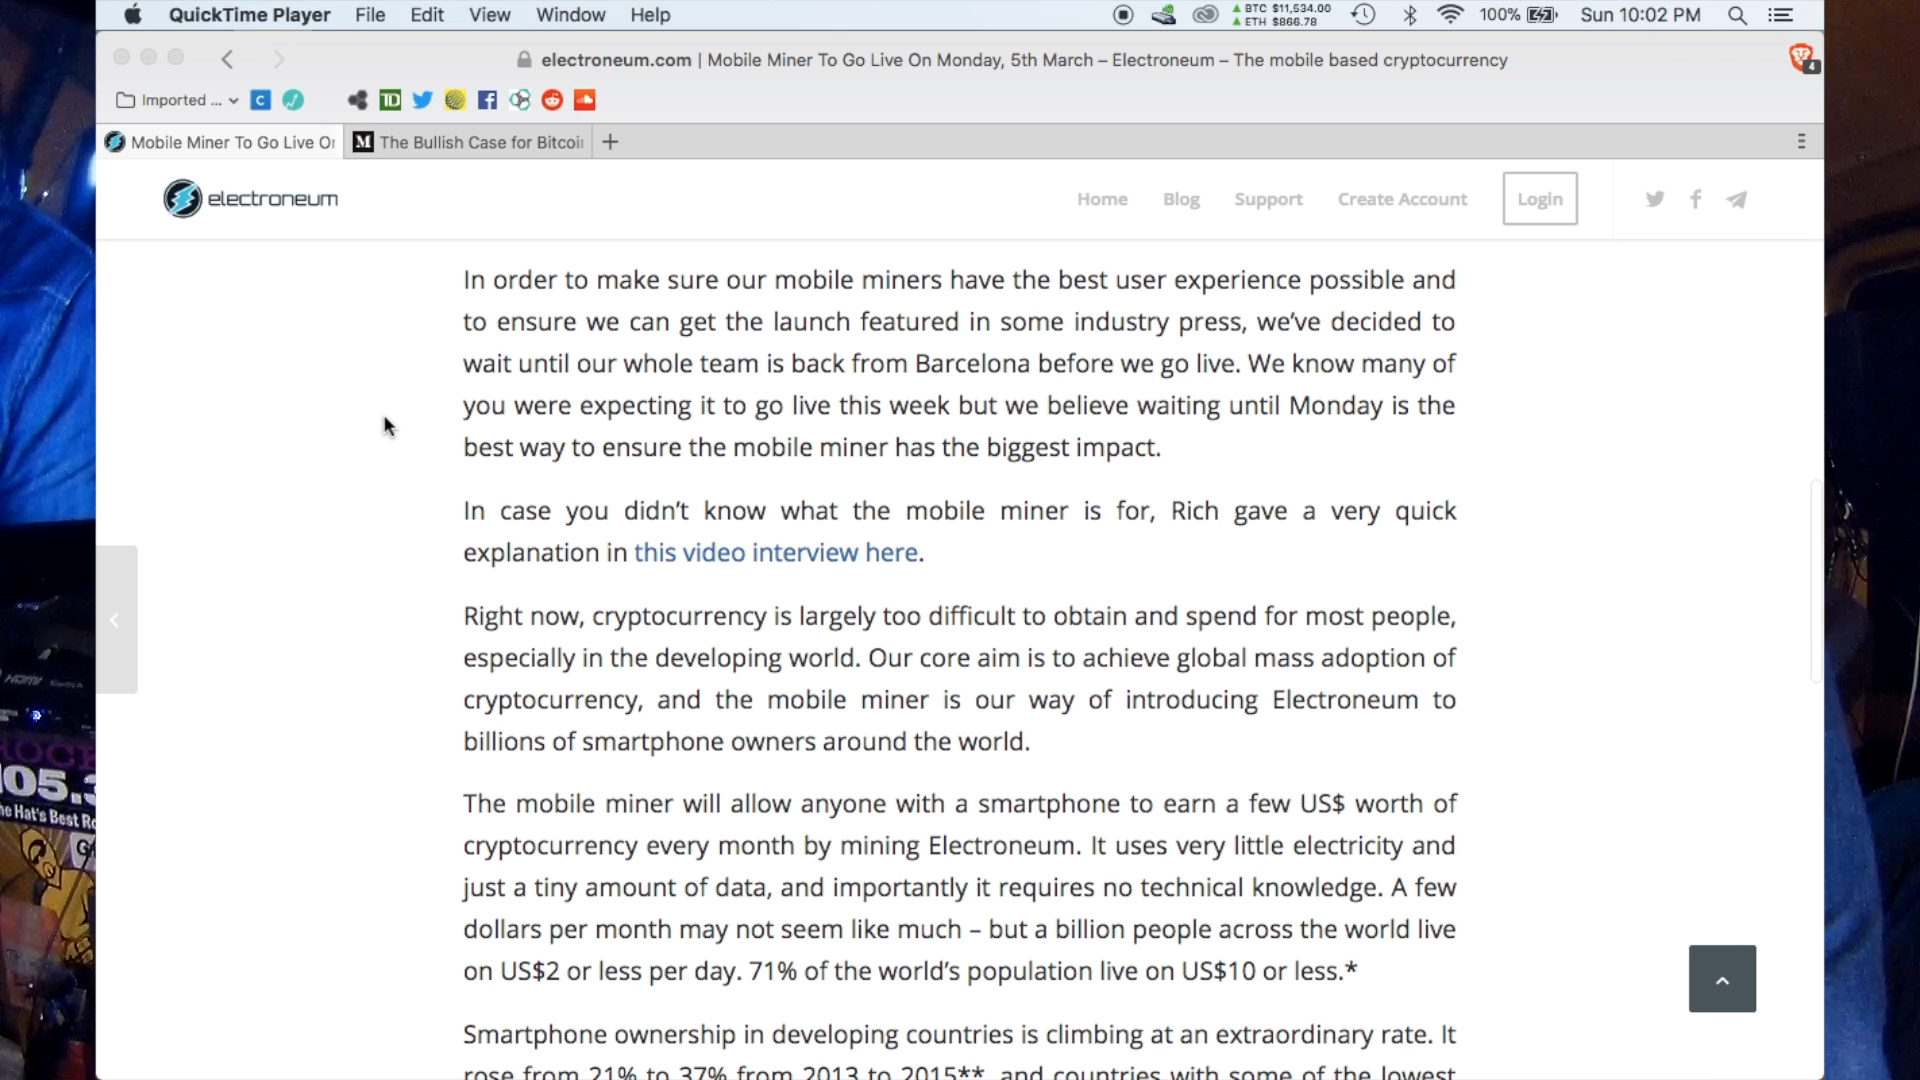 QuickTime Player File Edit View Window Help
BTC $11,534.00
ETH $866.78
100% Sun 10:02 PM
electroneum.com | Mobile Miner To Go Live On Monday, 5th March – Electroneum – The mobile based cryptocurrency
4
Imported ...
C
TD
Mobile Miner To Go Live Or
M The Bullish Case for Bitcoi
electroneum
Home Blog Support Create Account Login
In order to make sure our mobile miners have the best user experience possible and
to ensure we can get the launch featured in some industry press, we've decided to
wait until our whole team is back from Barcelona before we go live. We know many of
you were expecting it to go live this week but we believe waiting until Monday is the
best way to ensure the mobile miner has the biggest impact.
In case you didn't know what the mobile miner is for, Rich gave a very quick
explanation in this video interview here.
Right now, cryptocurrency is largely too difficult to obtain and spend for most people,
especially in the developing world. Our core aim is to achieve global mass adoption of
cryptocurrency, and the mobile miner is our way of introducing Electroneum to
billions of smartphone owners around the world.
The mobile miner will allow anyone with a smartphone to earn a few US$ worth of
cryptocurrency every month by mining Electroneum. It uses very little electricity and
just a tiny amount of data, and importantly it requires no technical knowledge. A few
dollars per month may not seem like much – but a billion people across the world live
on US$2 or less per day. 71% of the world's population live on US$10 or less.*
Smartphone ownership in developing countries is climbing at an extraordinary rate. It
rose from 21% to 37% from 2013 to 2015**, and countries with some of the lowest
HDMI
105.3
Hat's Best